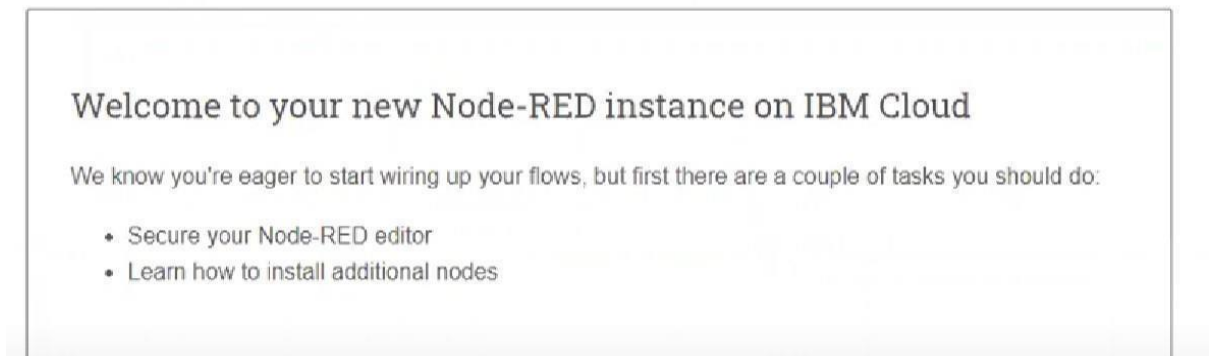 Welcome to your new Node-RED instance on IBM Cloud
We know you're eager to start wiring up your flows, but first there are a couple of tasks you should do:
• Secure your Node-RED editor
• Learn how to install additional nodes